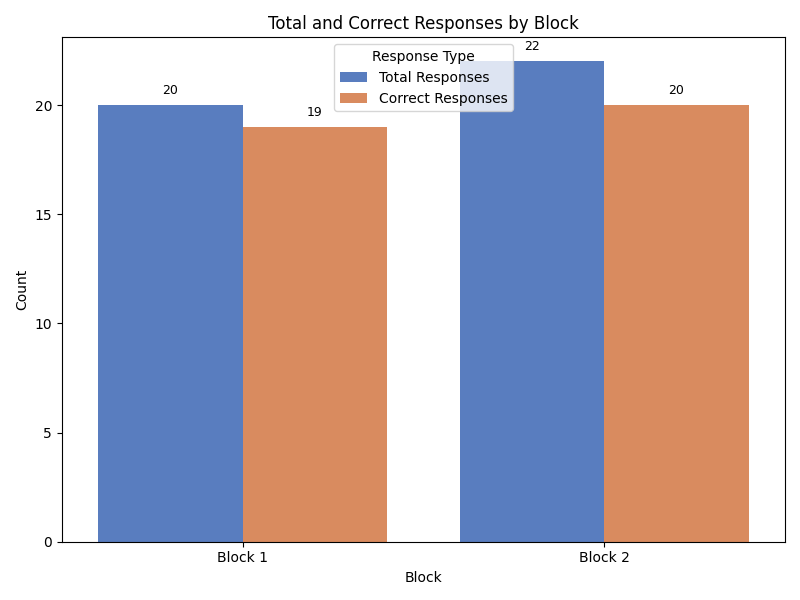 Total and Correct Responses by Block
Response Type
Total Responses
Correct Responses
20
19
22
20
20
15
10
5
0
Count
Block 1
Block 2
Block